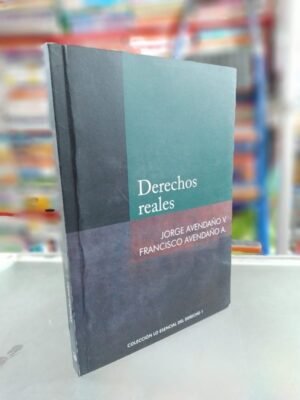 Derechos
reales
JORGE AVENDAÑO V.
FRANCISCO AVENDAÑO A.
COLECCIÓN LO ESENCIAL DEL DERECHO 1